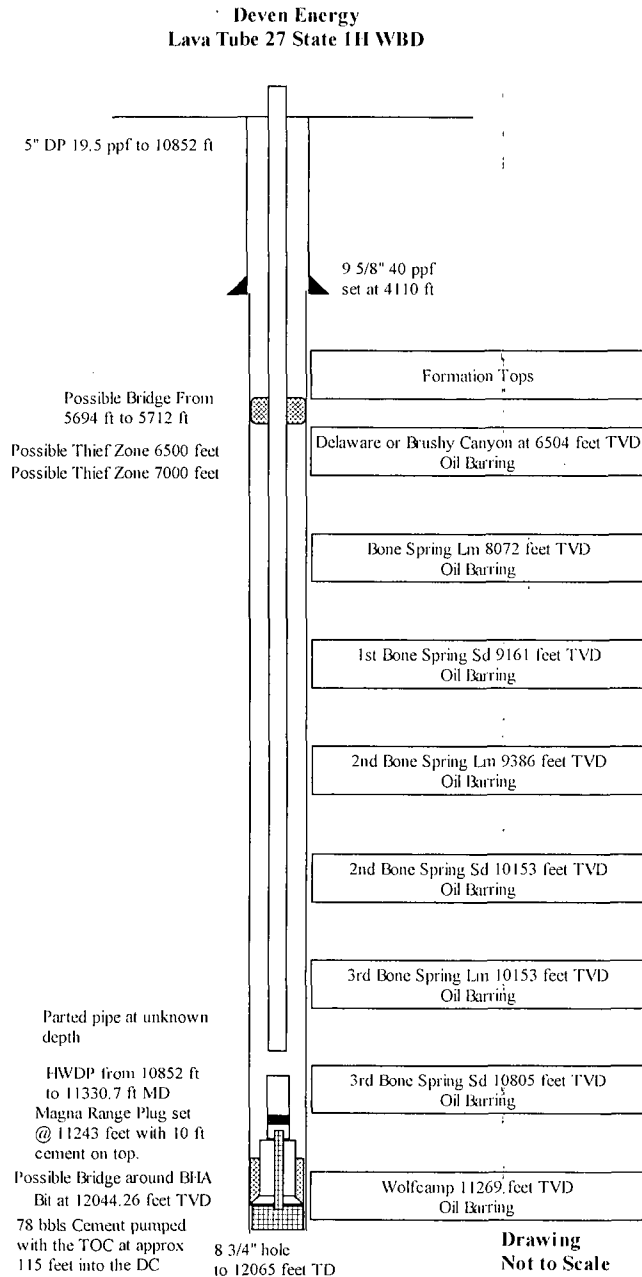 Deven Energy
Lava Tube 27 State 1H WBD
5" DP 19.5 ppf to 10852 ft
9 5/8" 40 ppf
set at 4110 ft
Formation Tops
Possible Bridge From
5694 ft to 5712 ft
Possible Thief Zone 6500 feet
Possible Thief Zone 7000 feet
Delaware or Brushy Canyon at 6504 feet TVD
Oil Barring
Bone Spring Lm 8072 feet TVD
Oil Barring
1st Bone Spring Sd 9161 feet TVD
Oil Barring
2nd Bone Spring Lm 9386 feet TVD
Oil Barring
2nd Bone Spring Sd 10153 feet TVD
Oil Barring
3rd Bone Spring Lm 10153 feet TVD
Oil Barring
Parted pipe at unknown
depth
HWDP from 10852 ft
to 11330.7 ft MD
Magna Range Plug set
@ 11243 feet with 10 ft
cement on top.
3rd Bone Spring Sd 10805 feet TVD
Oil Barring
Possible Bridge around BHA
Bit at 12044.26 feet TVD
78 bbls Cement pumped
with the TOC at approx
115 feet into the DC
Wolfcamp 11269 feet TVD
Oil Barring
8 3/4" hole
to 12065 feet TD
Drawing
Not to Scale